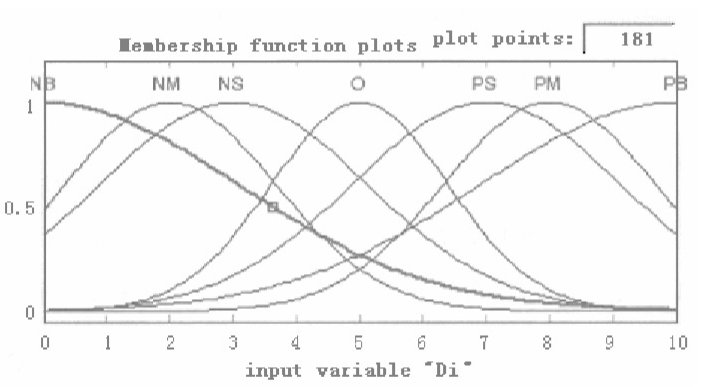 Membership function plots plot points: 181
NB NM NS O PS PM PB
1
0.5
0
0 1 2 3 4 5 6 7 8 9 10
input variable "Di"